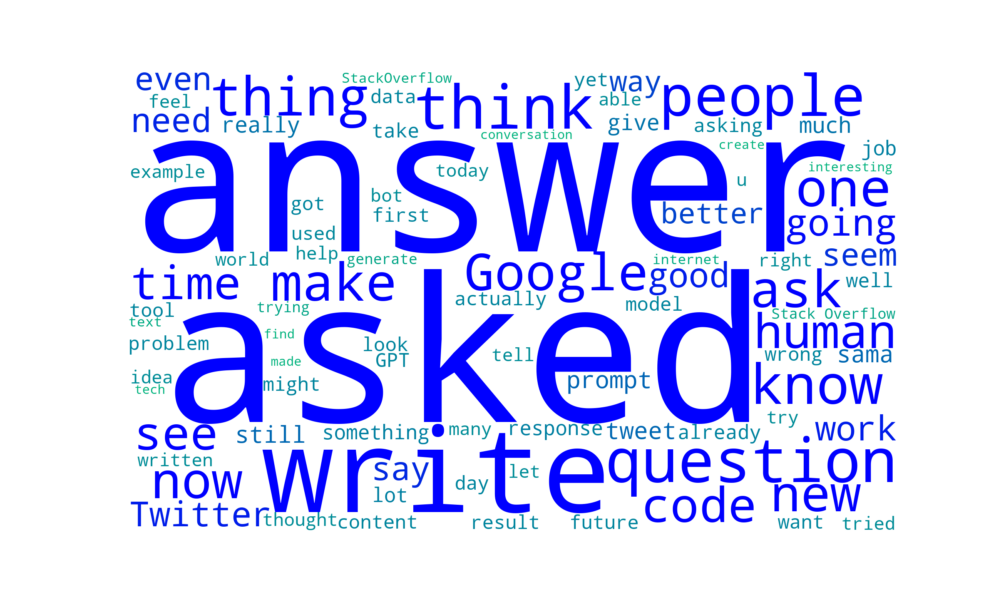 even thing StackOverflow data think yet way able people
feel
need really take conversation give asking much create job
example today interesting
answer
got bot first u better one
used going
world help generate Google internet good right seem
time make actually model ask well
tool trying Stack Overflow
text human
problem find look tell wrong sama
made GPT
asked
idea might prompt know
tech try
see still something many response tweet already work
written say write question
now lot day let code new
Twitter thought content result future want tried